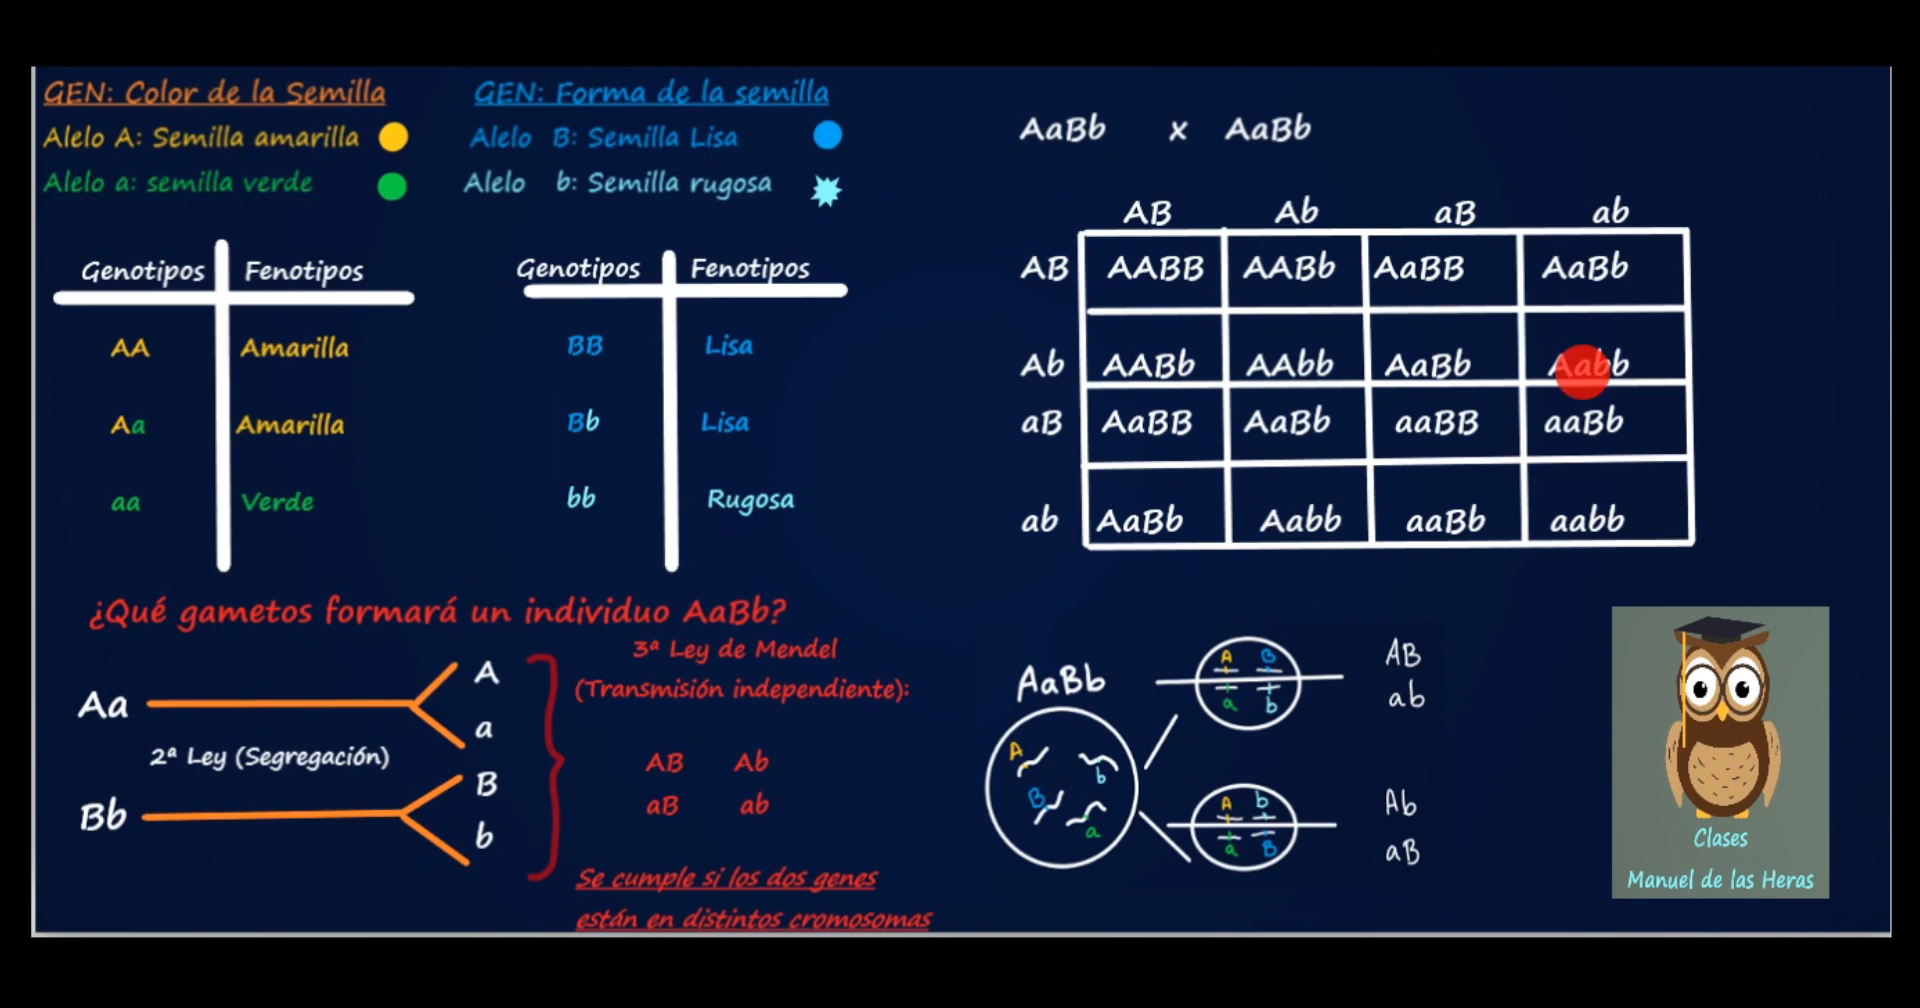 GEN: Color de la Semilla
Alelo A: Semilla amarilla
Alelo a: semilla verde
GEN: Forma de la semilla
Alelo B: Semilla Lisa
Alelo b: Semilla rugosa
Genotipos Fenotipos
AA Amarilla
Aa Amarilla
aa Verde
Genotipos Fenotipos
BB Lisa
Bb Lisa
bb Rugosa
¿Qué gametos formará un individuo AaBb?
Aa
A
a
2ª Ley (Segregación)
Bb
B
b
3ª Ley de Mendel
(Transmisión independiente):
AB Ab
aB ab
Se cumple si los dos genes
están en distintos cromosomas
AaBb x AaBb
AB Ab aB ab
AB AABB AABb AaBB AaBb
Ab AABb AAbb AaBb Aabb
aB AaBB AaBb aaBB aaBb
ab AaBb Aabb aaBb aabb
AaBb
A
b
B
a
A B
a b
AB
ab
A b
a B
Ab
aB
Clases
Manuel de las Heras